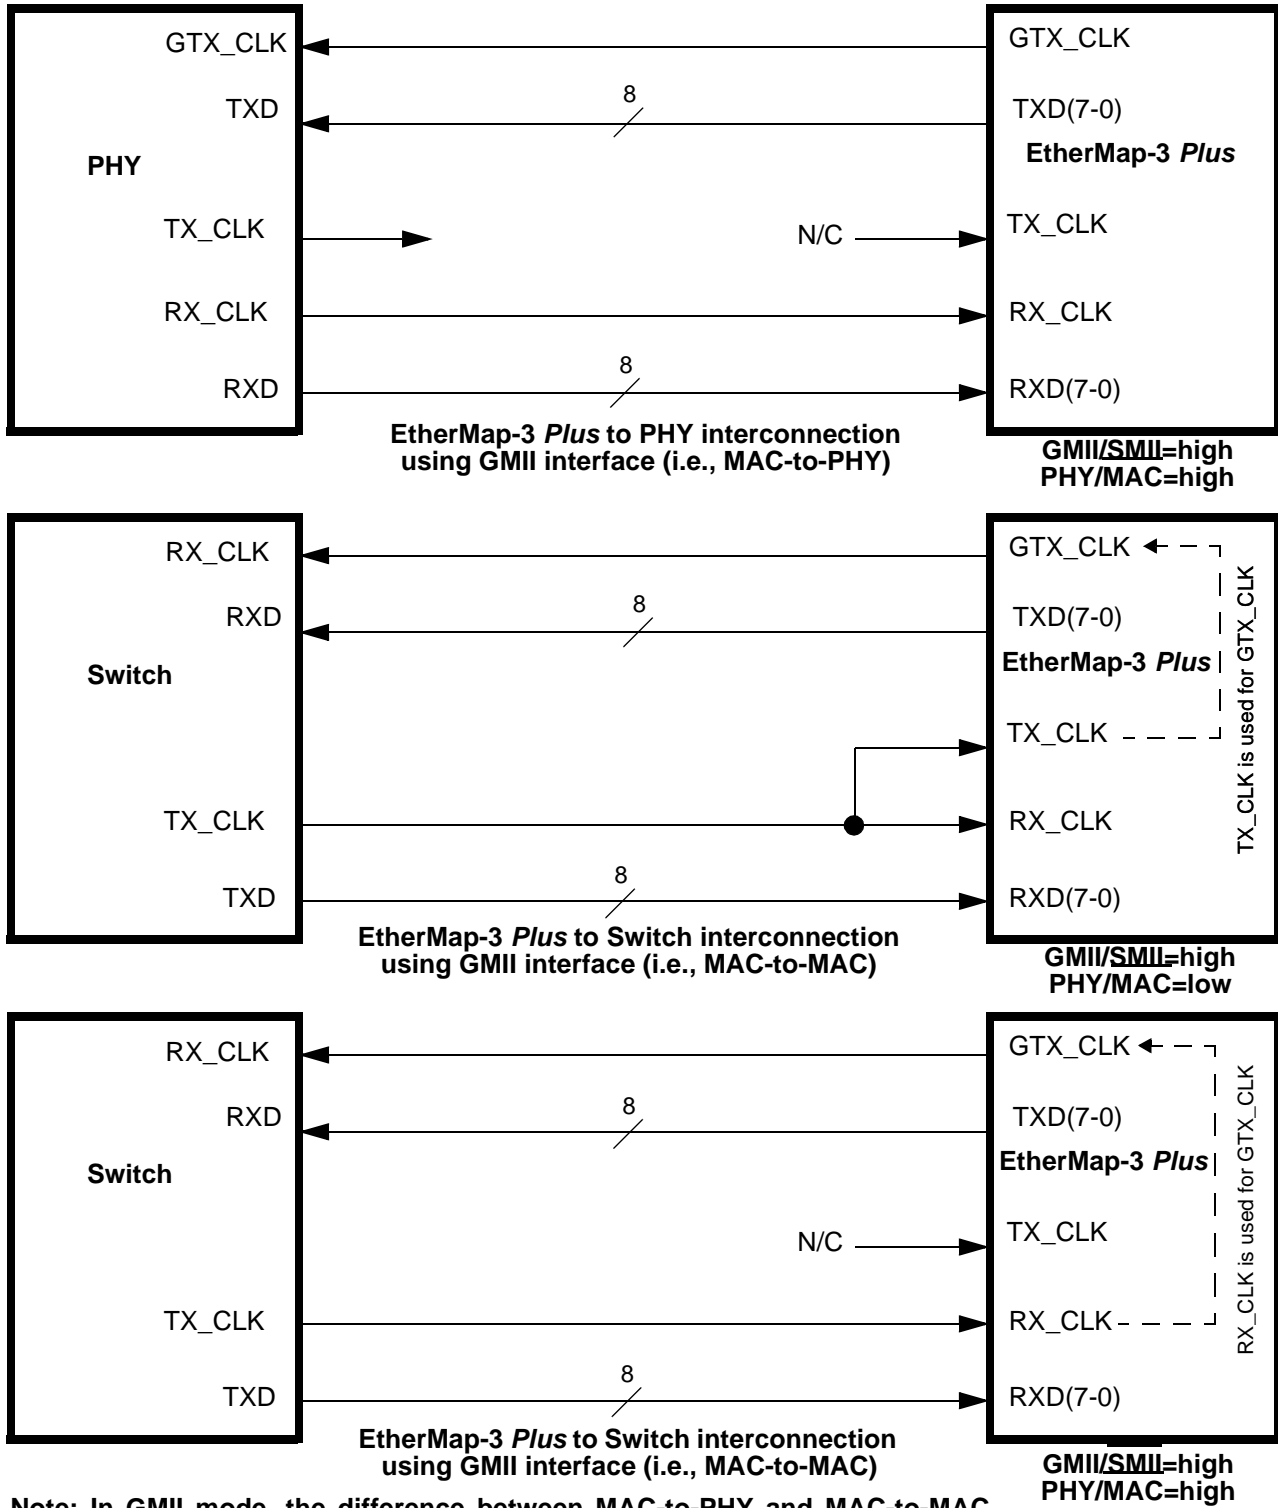 GTX_CLK
GTX_CLK
TXD
8
TXD(7-0)
PHY
EtherMap-3 Plus
TX_CLK
N/C
TX_CLK
RX_CLK
RX_CLK
RXD
8
RXD(7-0)
EtherMap-3 Plus to PHY interconnection
using GMII interface (i.e., MAC-to-PHY)
GMII/SMII=high
PHY/MAC=high
RX_CLK
GTX_CLK
RXD
8
TXD(7-0)
Switch
EtherMap-3 Plus
TX_CLK is used for GTX_CLK
TX_CLK
TX_CLK
RX_CLK
TXD
8
RXD(7-0)
EtherMap-3 Plus to Switch interconnection
using GMII interface (i.e., MAC-to-MAC)
GMII/SMII=high
PHY/MAC=low
RX_CLK
GTX_CLK
RXD
8
TXD(7-0)
Switch
EtherMap-3 Plus
RX_CLK is used for GTX_CLK
N/C
TX_CLK
TX_CLK
RX_CLK
TXD
8
RXD(7-0)
EtherMap-3 Plus to Switch interconnection
using GMII interface (i.e., MAC-to-MAC)
GMII/SMII=high
PHY/MAC=high
Note: In GMII mode, the difference between MAC-to-PHY and MAC-to-MAC